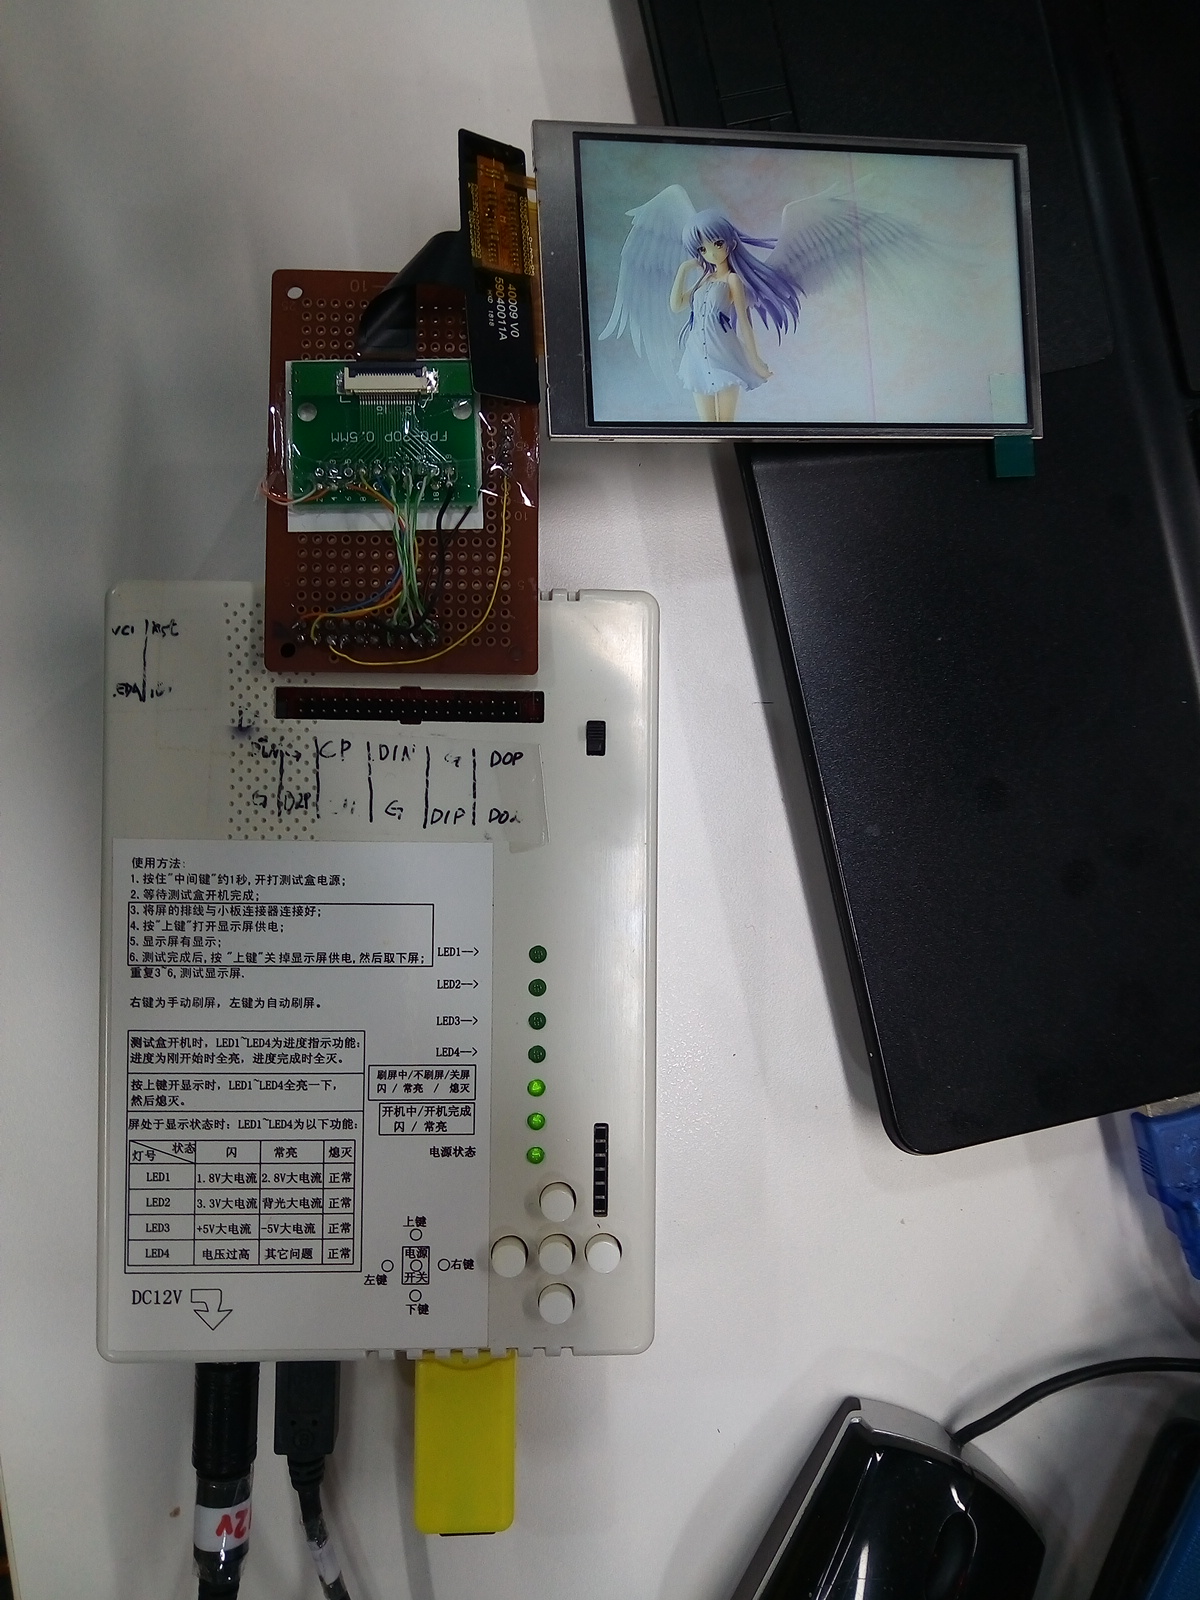 40009 V0
59040011A
HXD 1818
10
FPC-20P 0.5MM
VCI
CP
DIN
DOP
G
D2P
G
D1P
使用方法:
1. 按住"中间键"约1秒,开打测试盒电源;
2. 等待测试盒开机完成;
3. 将屏的排线与小板连接器连接好;
4. 按"上键"打开显示屏供电;
5. 显示屏有显示;
6. 测试完成后, 按 "上键"关掉显示屏供电,然后取下屏;
重复3~6,测试显示屏.
右键为手动刷屏, 左键为自动刷屏。
LED1-->
LED2-->
LED3-->
LED4-->
测试盒开机时, LED1~LED4为进度指示功能:
进度为刚开始时全亮, 进度完成时全灭。
按上键开显示时, LED1~LED4全亮一下,
然后熄灭。
屏处于显示状态时: LED1~LED4为以下功能:
刷屏中/不刷屏/关屏
闪 / 常亮 / 熄灭
开机中/开机完成
闪 / 常亮
电源状态
灯号 状态 闪 常亮 熄灭
LED1 1.8V大电流 2.8V大电流 正常
LED2 3.3V大电流 背光大电流 正常
LED3 +5V大电流 -5V大电流 正常
LED4 电压过高 其它问题 正常
上键
电源
开关
左键
右键
下键
DC12V
12V